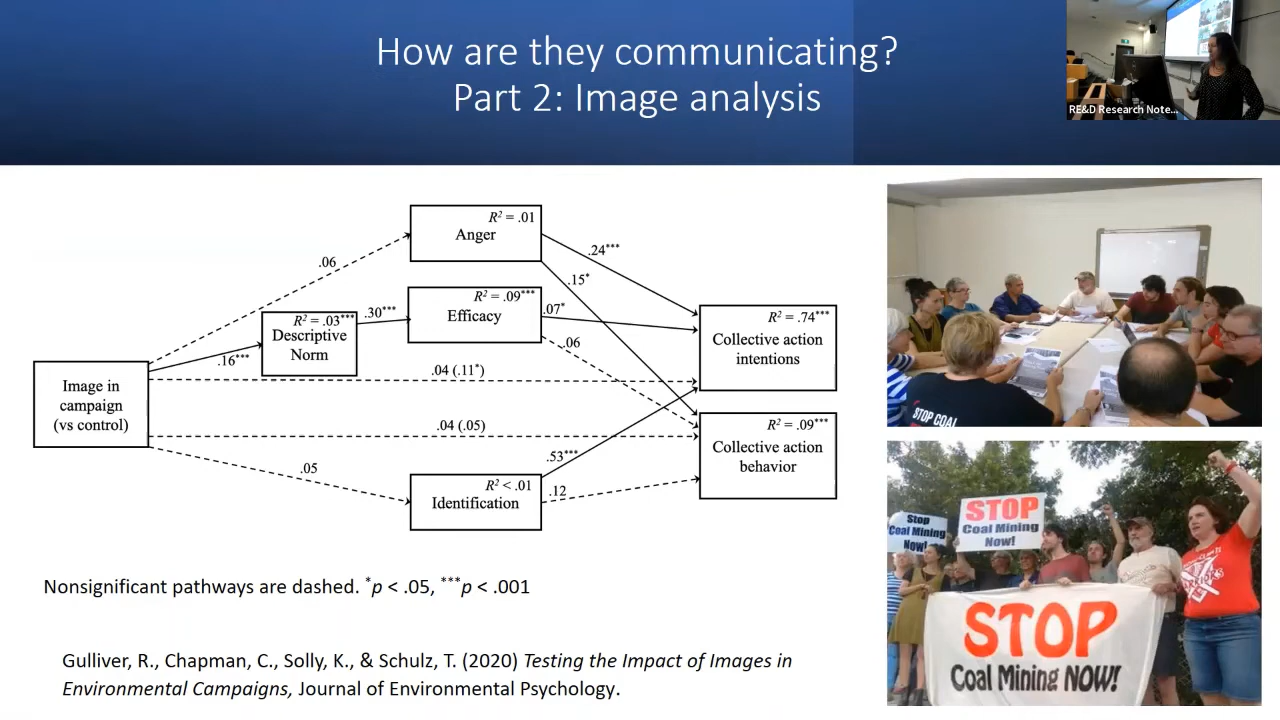 How are they communicating?
Part 2: Image analysis
RE&D Research Note...
R² = .01
Anger
.24***
.06
.15*
R² = .09***
Efficacy
.30***
.07*
R² = .03***
Descriptive
Norm
.16***
.06
R² = .74***
Collective action
intentions
Image in
campaign
(vs control)
.04 (.11*)
.04 (.05)
R² = .09***
Collective action
behavior
.05
.53***
R² < .01
Identification
.12
STOP COAL
Stop
Coal Mining
Now!
STOP
Coal Mining
Now!
STOP
Coal Mining NOW!
Nonsignificant pathways are dashed. *p < .05, ***p < .001
Gulliver, R., Chapman, C., Solly, K., & Schulz, T. (2020) Testing the Impact of Images in
Environmental Campaigns, Journal of Environmental Psychology.